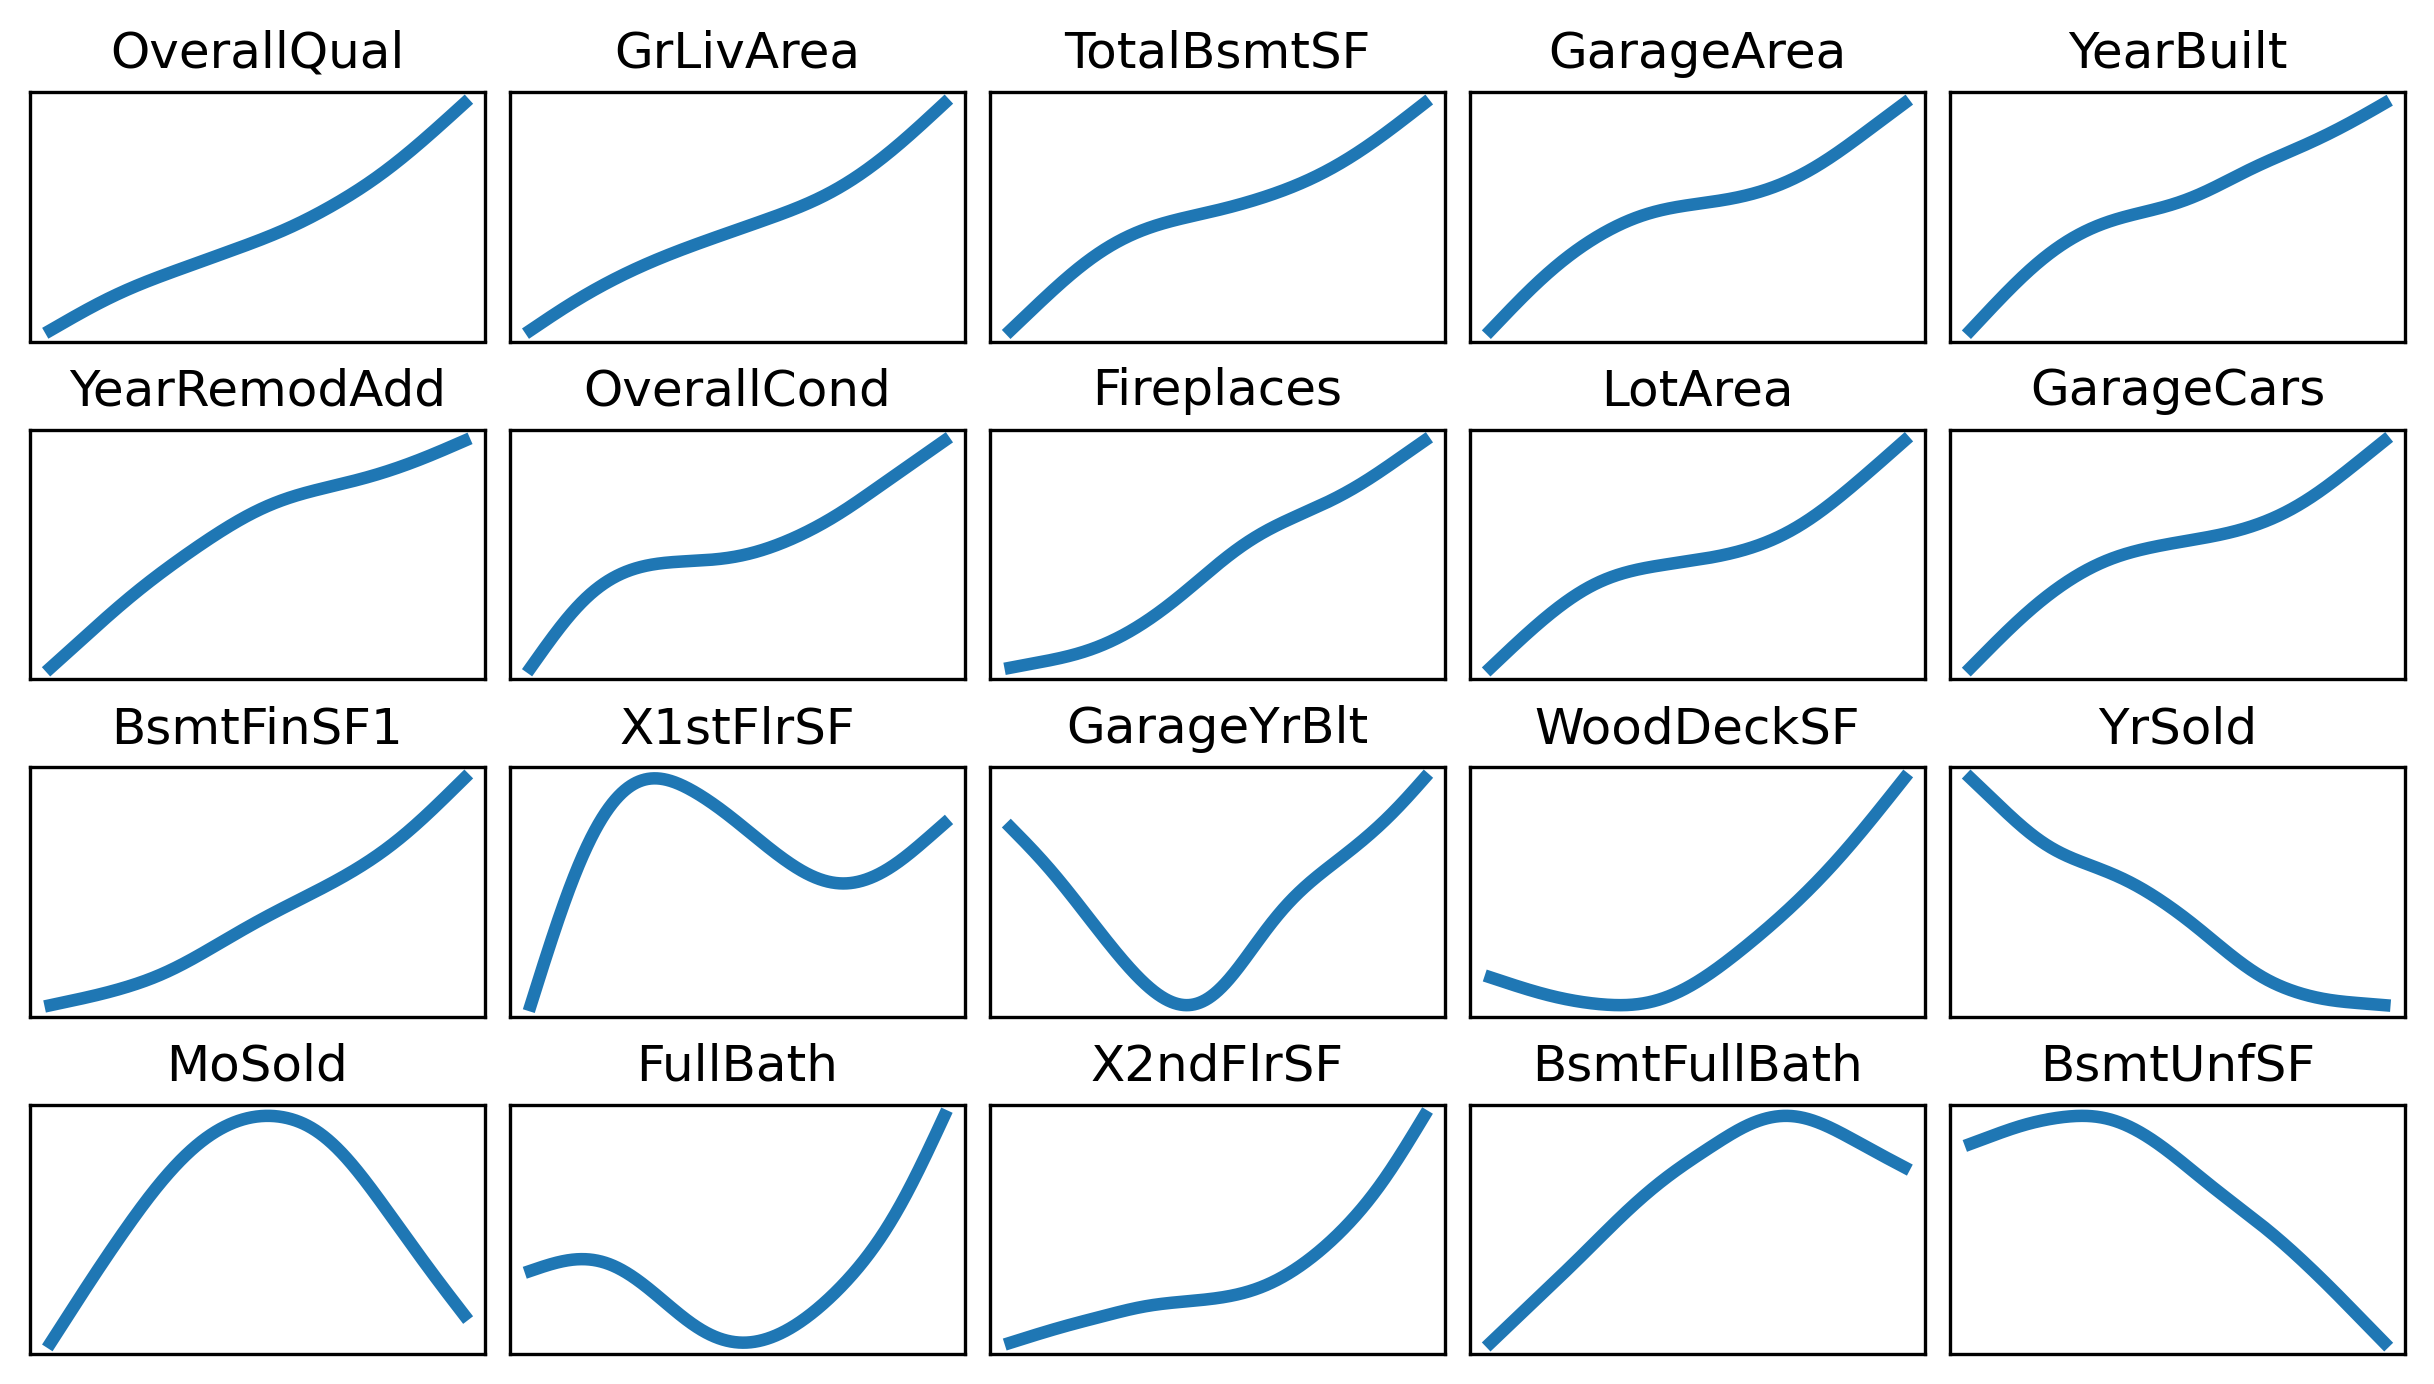 OverallQual
GrLivArea
TotalBsmtSF
GarageArea
YearBuilt
YearRemodAdd
OverallCond
Fireplaces
LotArea
GarageCars
BsmtFinSF1
X1stFlrSF
GarageYrBlt
WoodDeckSF
YrSold
MoSold
FullBath
X2ndFlrSF
BsmtFullBath
BsmtUnfSF